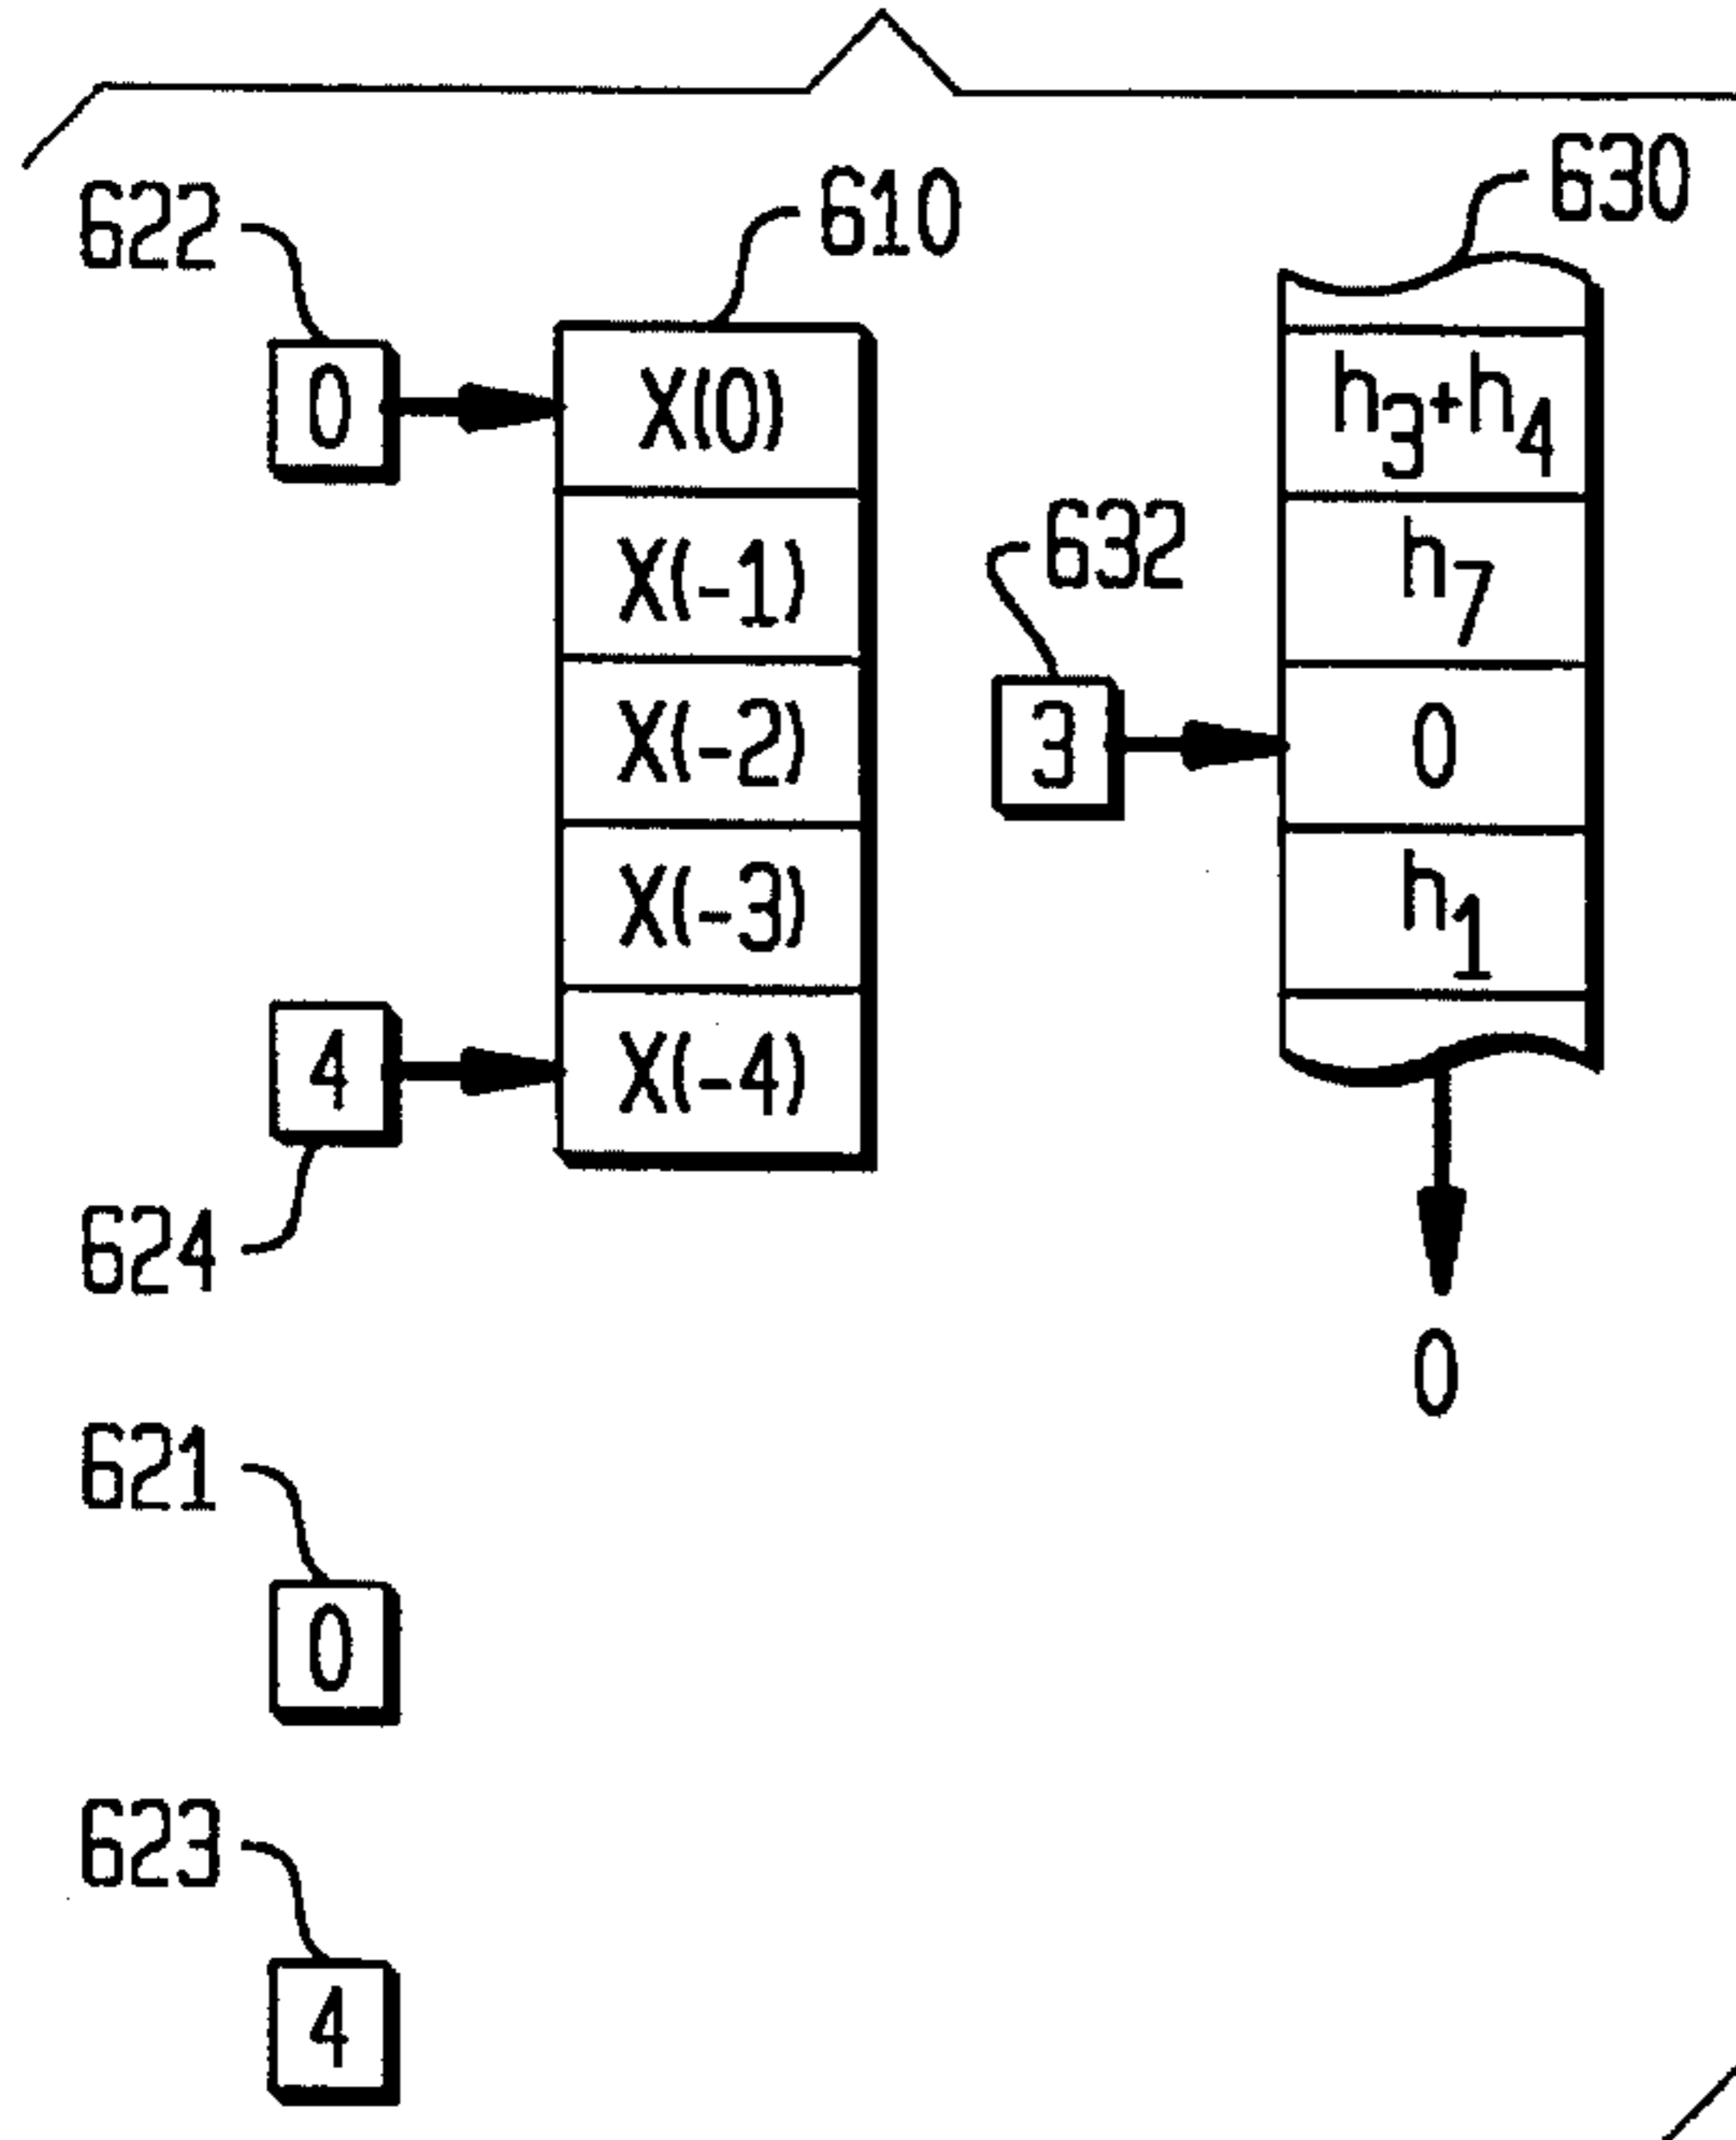 622
610
630
0
X(0)
h3+h4
X(-1)
632
h7
X(-2)
3
0
X(-3)
h1
4
X(-4)
624
0
621
0
623
4